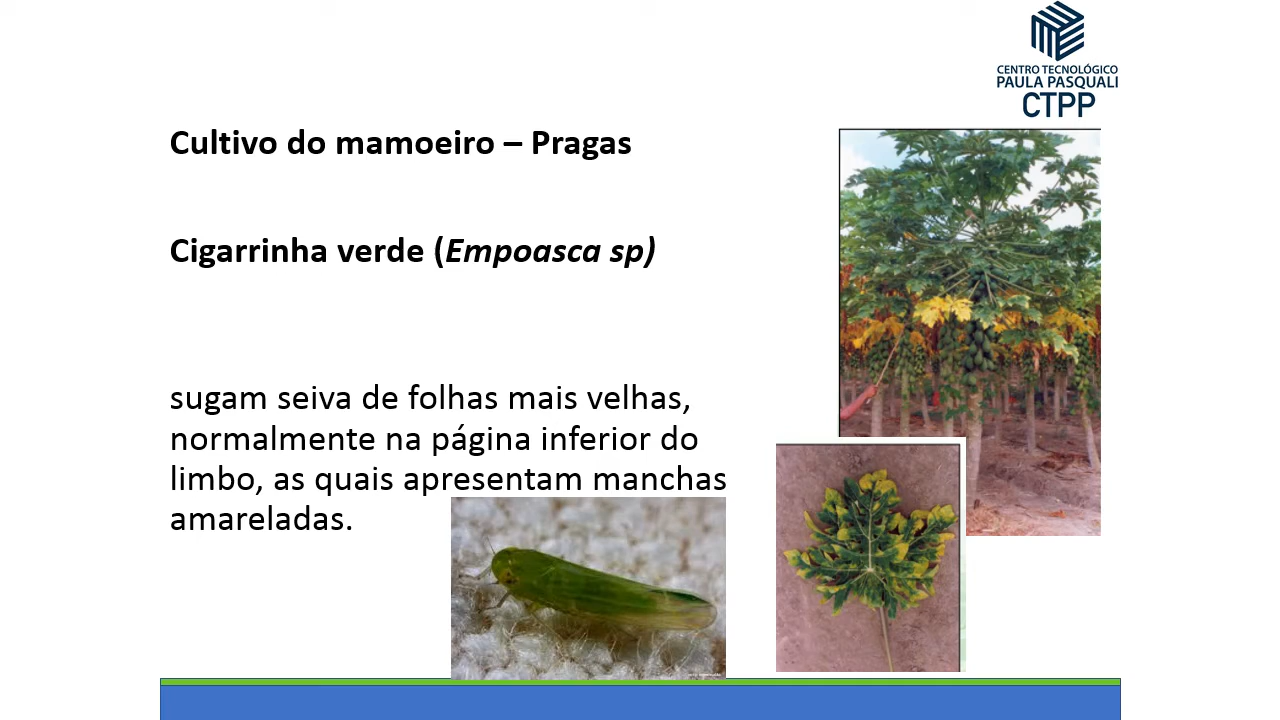 CENTRO TECNOLÓGICO
PAULA PASQUALI
CTPP
Cultivo do mamoeiro – Pragas
Cigarrinha verde (Empoasca sp)
sugam seiva de folhas mais velhas,
normalmente na página inferior do
limbo, as quais apresentam manchas
amareladas.